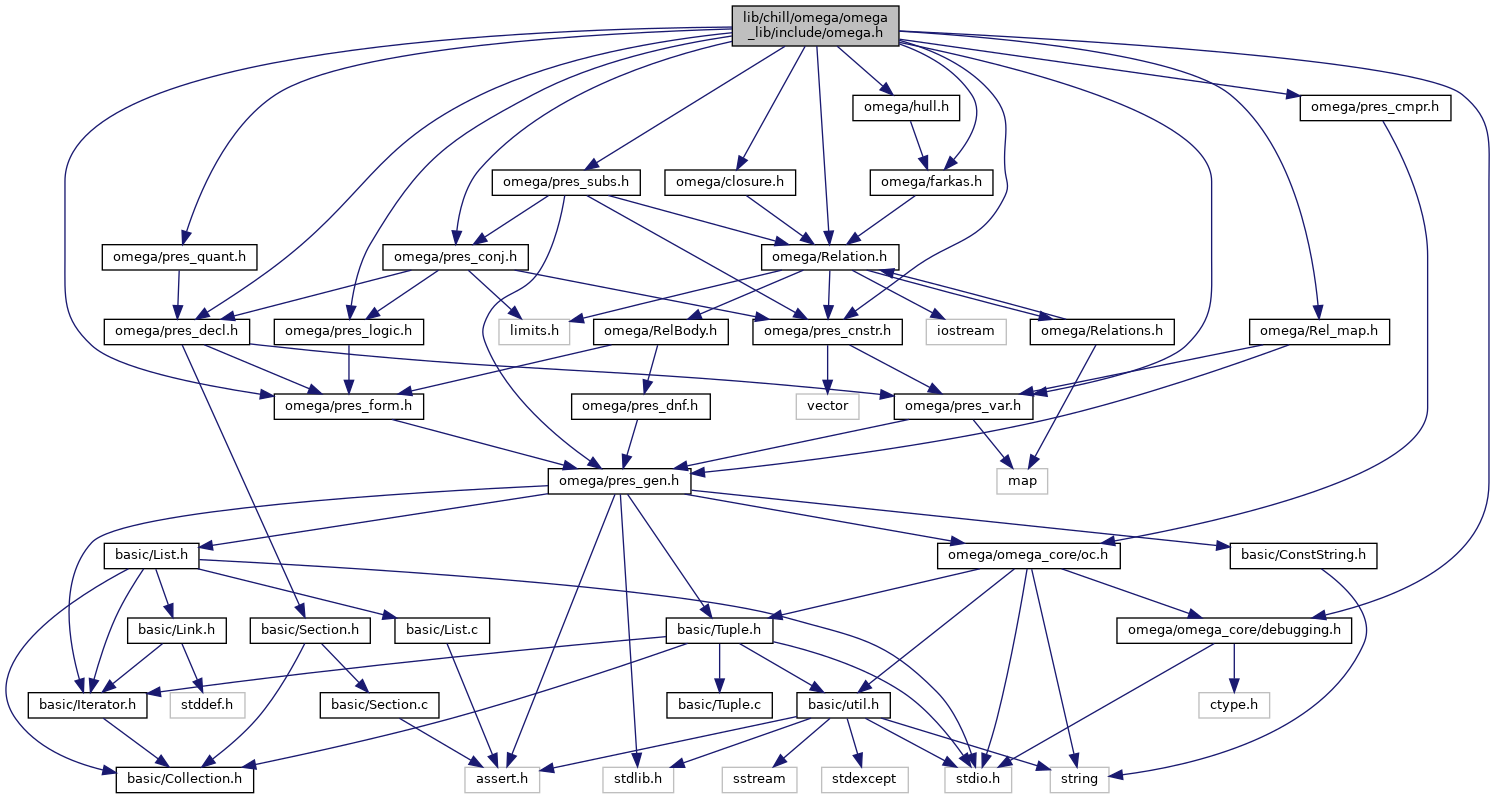 lib/chill/omega/omega
_lib/include/omega.h
omega/hull.h
omega/pres_cmpr.h
omega/pres_subs.h
omega/closure.h
omega/farkas.h
omega/pres_quant.h
omega/pres_conj.h
omega/Relation.h
omega/pres_decl.h
omega/pres_logic.h
limits.h
omega/RelBody.h
omega/pres_cnstr.h
iostream
omega/Relations.h
omega/Rel_map.h
omega/pres_form.h
omega/pres_dnf.h
vector
omega/pres_var.h
omega/pres_gen.h
map
basic/List.h
omega/omega_core/oc.h
basic/ConstString.h
basic/Link.h
basic/Section.h
basic/List.c
basic/Tuple.h
omega/omega_core/debugging.h
basic/Iterator.h
stddef.h
basic/Section.c
basic/Tuple.c
basic/util.h
ctype.h
basic/Collection.h
assert.h
stdlib.h
sstream
stdexcept
stdio.h
string